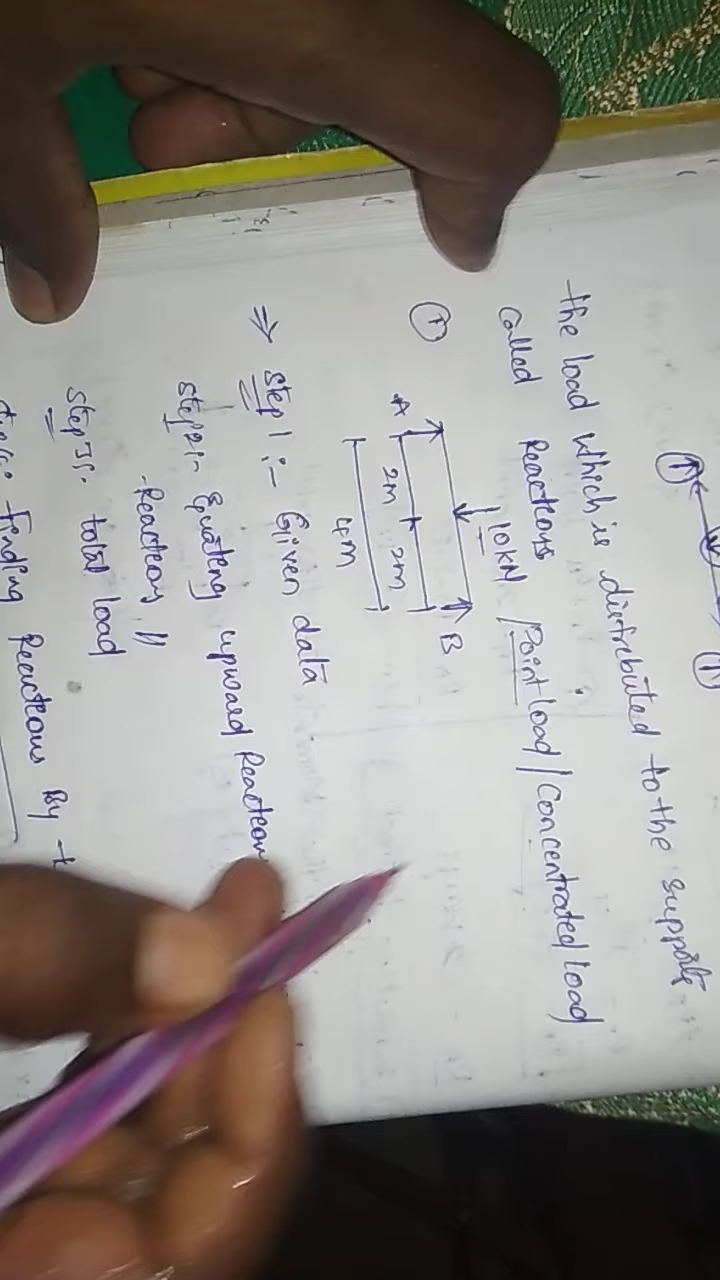 the load which is distributed to the supports
called Reactions
① 10KN /Point load/Concentrated load
A B
2m 2m
4m
⇒ Step 1 :- Given data
Step 2:- Equating upward Reaction
Reactions //
Step 3:- total load
Finding Reactions By